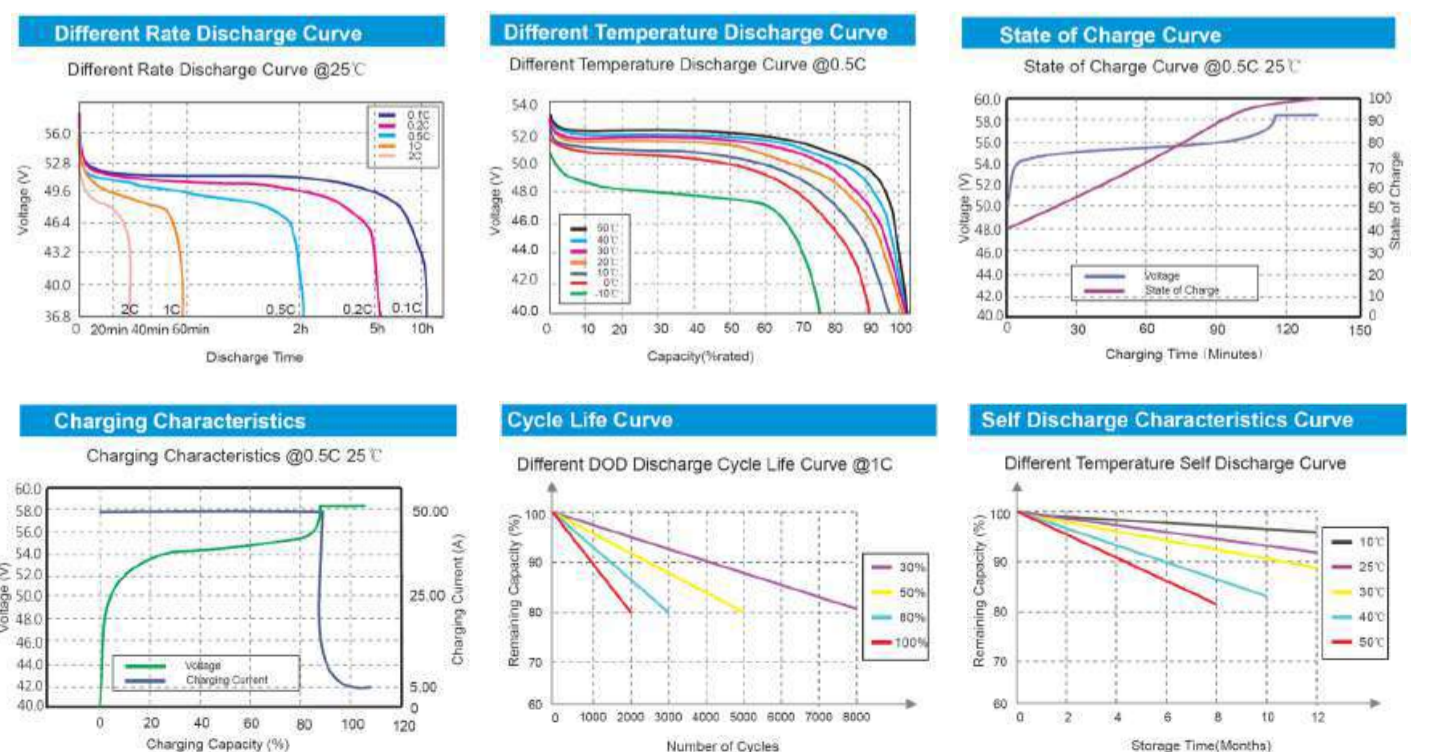 Different Rate Discharge Curve
Different Rate Discharge Curve @25℃
Voltage (V)
56.0
52.8
49.6
46.4
43.2
40.0
36.8
0.1C
0.2C
0.5C
1C
2C
2C
1C
0.5C
0.2C
0.1C
0 20min 40min 60min 2h 5h 10h
Discharge Time
Different Temperature Discharge Curve
Different Temperature Discharge Curve @0.5C
Voltage (V)
54.0
52.0
50.0
48.0
46.0
44.0
42.0
40.0
40℃
30℃
20℃
10℃
0℃
-10℃
0 10 20 30 40 50 60 70 80 90 100
Capacity(%rated)
State of Charge Curve
State of Charge Curve @0.5C 25℃
Voltage (V)
60.0
58.0
56.0
54.0
52.0
50.0
48.0
46.0
44.0
42.0
40.0
100
90
80
70
60
50
40
30
20
10
0
State of Charge
Voltage
State of Charge
0 30 60 90 120 150
Charging Time (Minutes)
Charging Characteristics
Charging Characteristics @0.5C 25℃
Voltage (V)
60.0
58.0
56.0
54.0
52.0
50.0
48.0
46.0
44.0
42.0
40.0
50.00
25.00
5.00
0
Charging Current (A)
Voltage
Charging Current
0 20 40 60 80 100 120
Charging Capacity (%)
Cycle Life Curve
Different DOD Discharge Cycle Life Curve @1C
Remaining Capacity (%)
100
90
80
70
60
30%
50%
80%
100%
0 1000 2000 3000 4000 5000 6000 7000 8000
Number of Cycles
Self Discharge Characteristics Curve
Different Temperature Self Discharge Curve
Remaining Capacity (%)
100
90
80
70
60
10℃
25℃
30℃
40℃
50℃
0 2 4 6 8 10 12
Storage Time(Months)